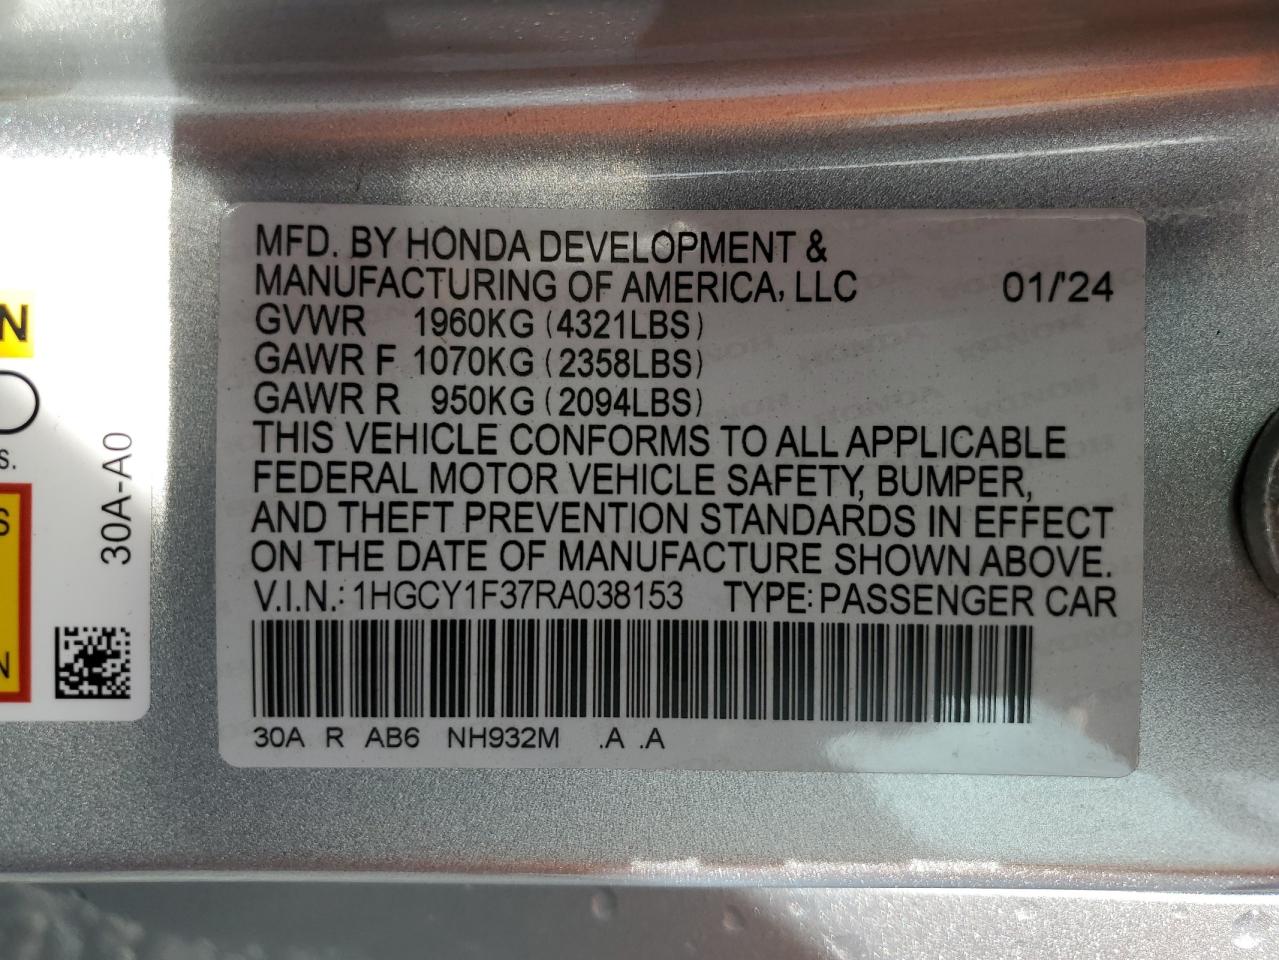 MFD. BY HONDA DEVELOPMENT &
MANUFACTURING OF AMERICA, LLC 01/'24
GVWR 1960KG (4321LBS)
GAWR F 1070KG (2358LBS)
GAWR R 950KG (2094LBS)
THIS VEHICLE CONFORMS TO ALL APPLICABLE
FEDERAL MOTOR VEHICLE SAFETY, BUMPER,
AND THEFT PREVENTION STANDARDS IN EFFECT
ON THE DATE OF MANUFACTURE SHOWN ABOVE.
V.I.N.: 1HGCY1F37RA038153 TYPE: PASSENGER CAR
30A R AB6 NH932M .A .A
N
S.
S
N
30A-A0